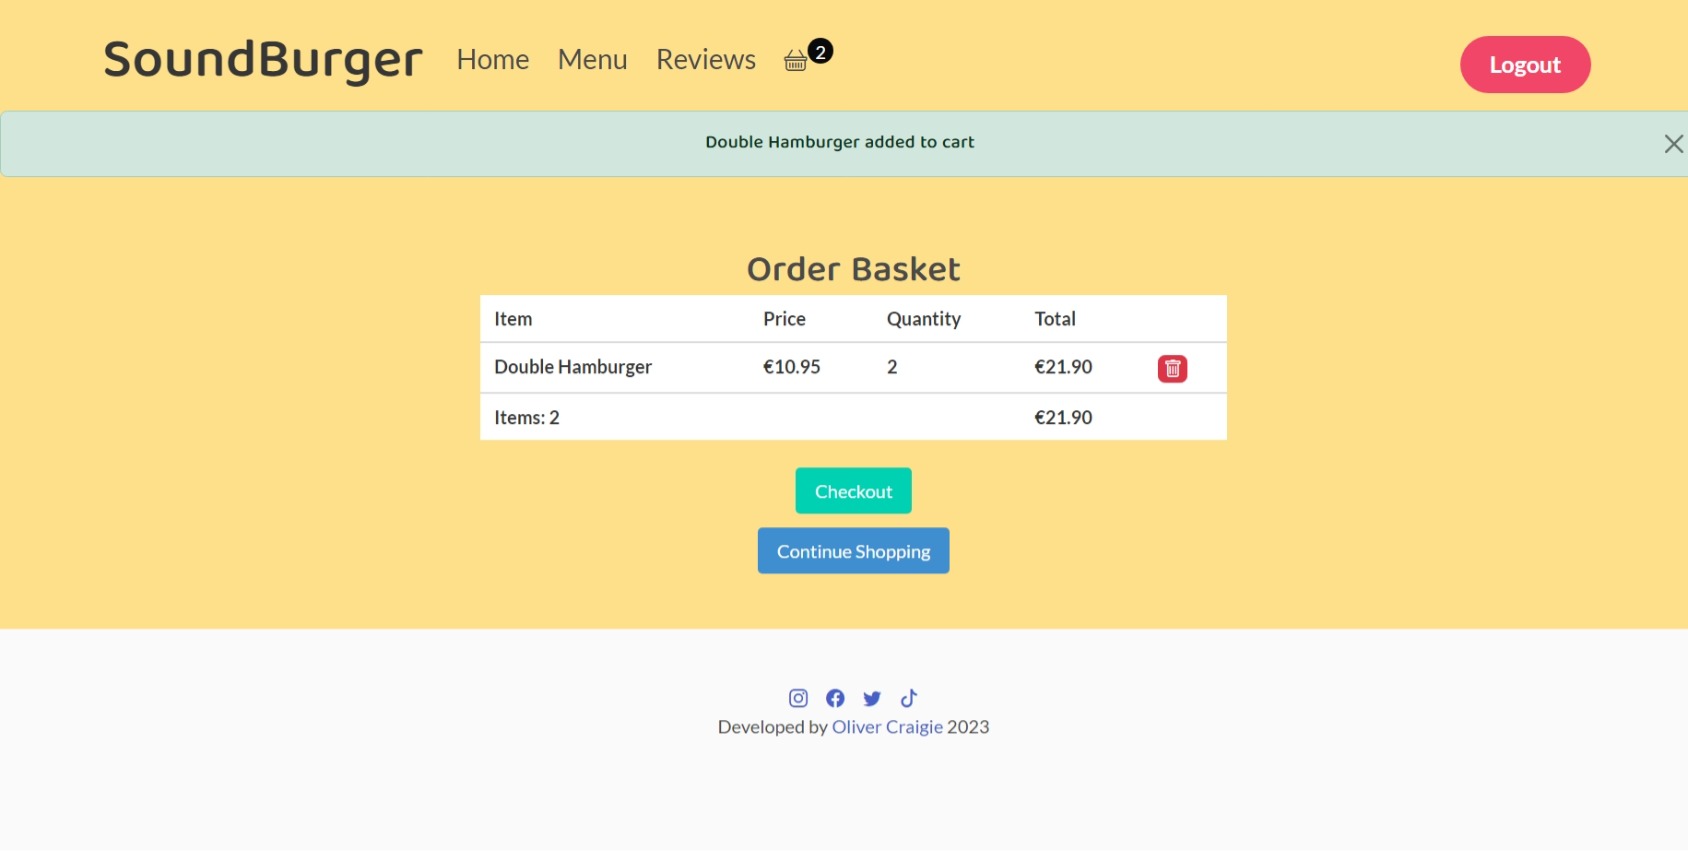 SoundBurger Home Menu Reviews 2 Logout
Double Hamburger added to cart
Order Basket
Item Price Quantity Total
Double Hamburger €10.95 2 €21.90
Items: 2 €21.90
Checkout
Continue Shopping
Developed by Oliver Craigie 2023